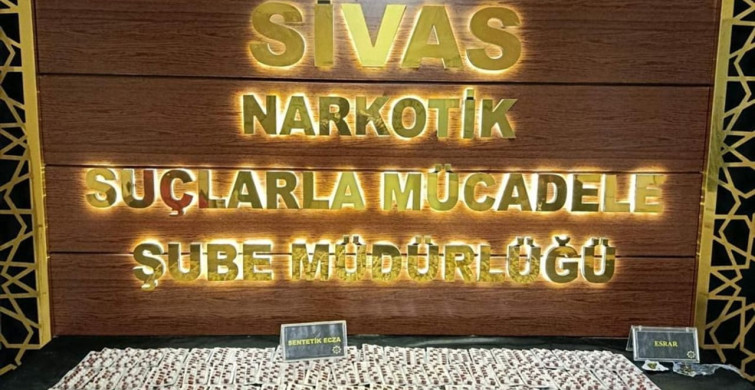 SİVAS
NARKOTİK
SUÇLARLA MÜCADELE
ŞUBE MÜDÜRLÜĞÜ
SENTETİK ECZA
ESRAR